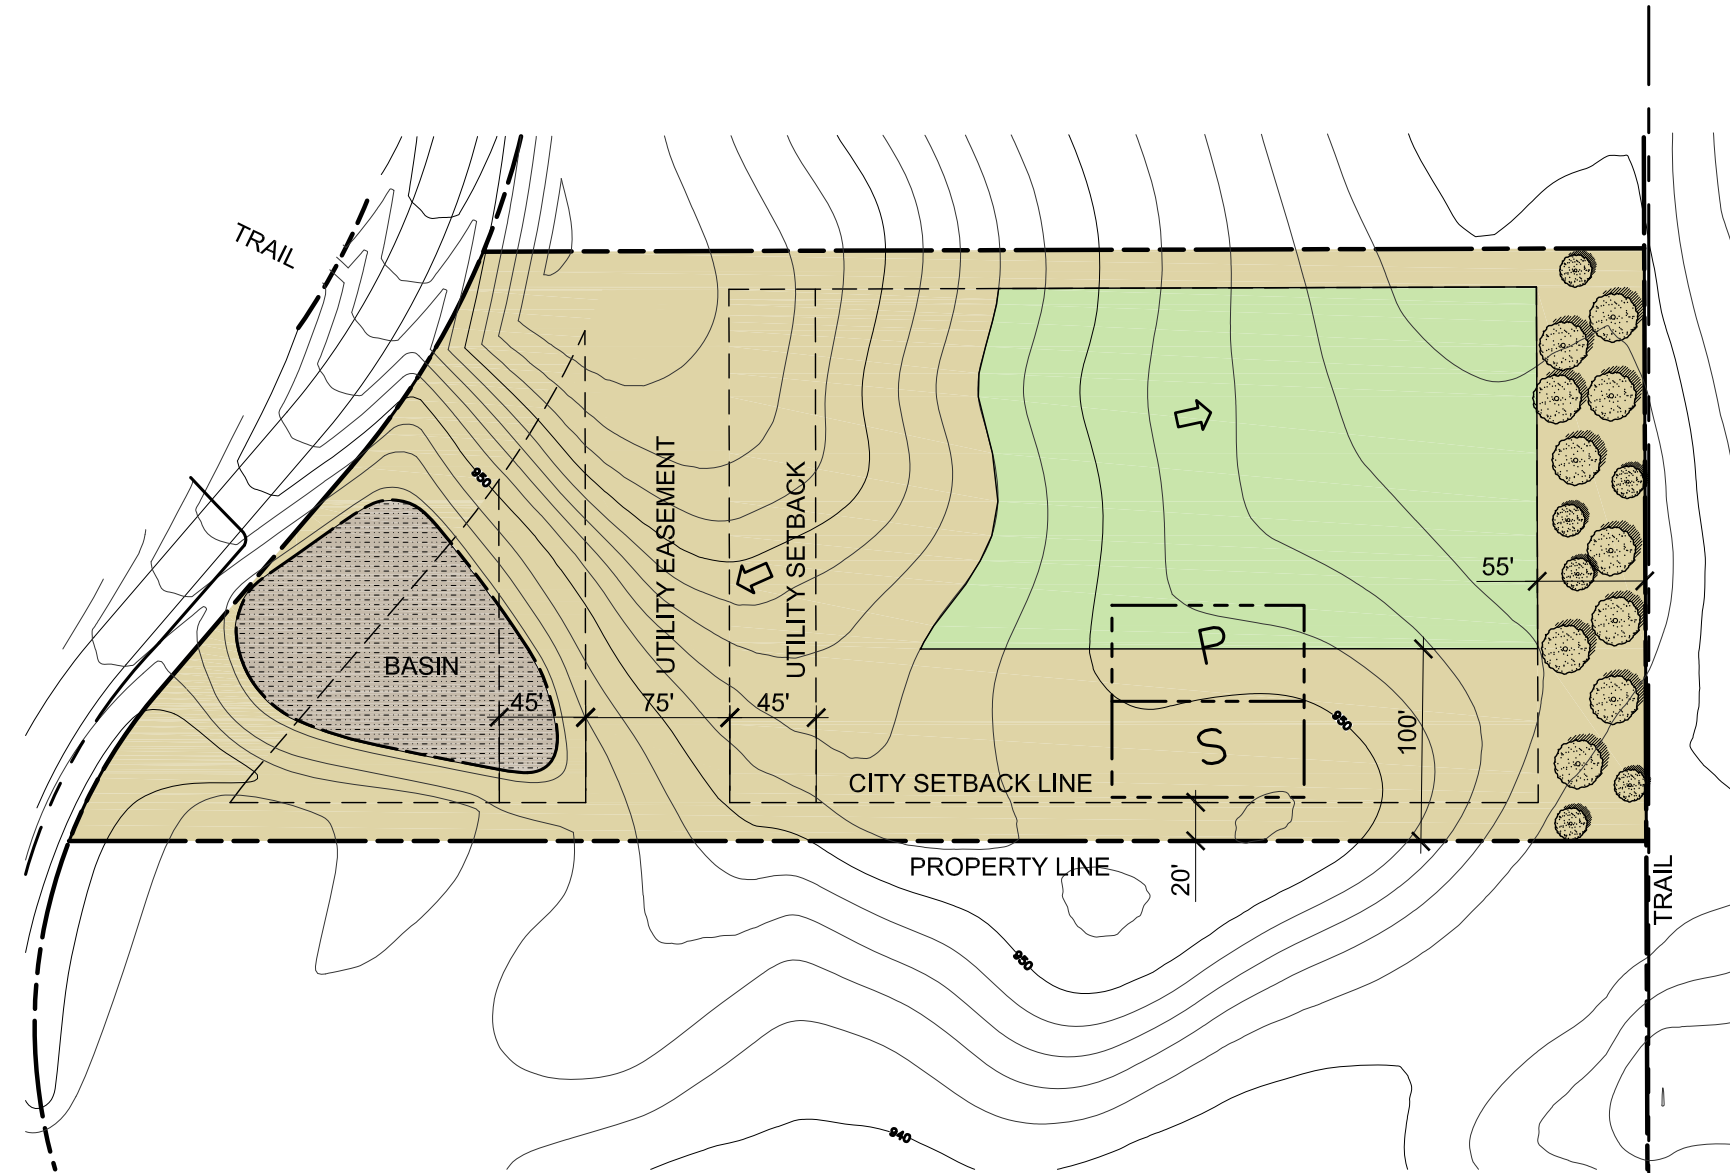 TRAIL
950
UTILITY EASEMENT
UTILITY SETBACK
55'
P
BASIN
45'
75'
45'
S
950
100'
CITY SETBACK LINE
PROPERTY LINE
20'
TRAIL
950
940